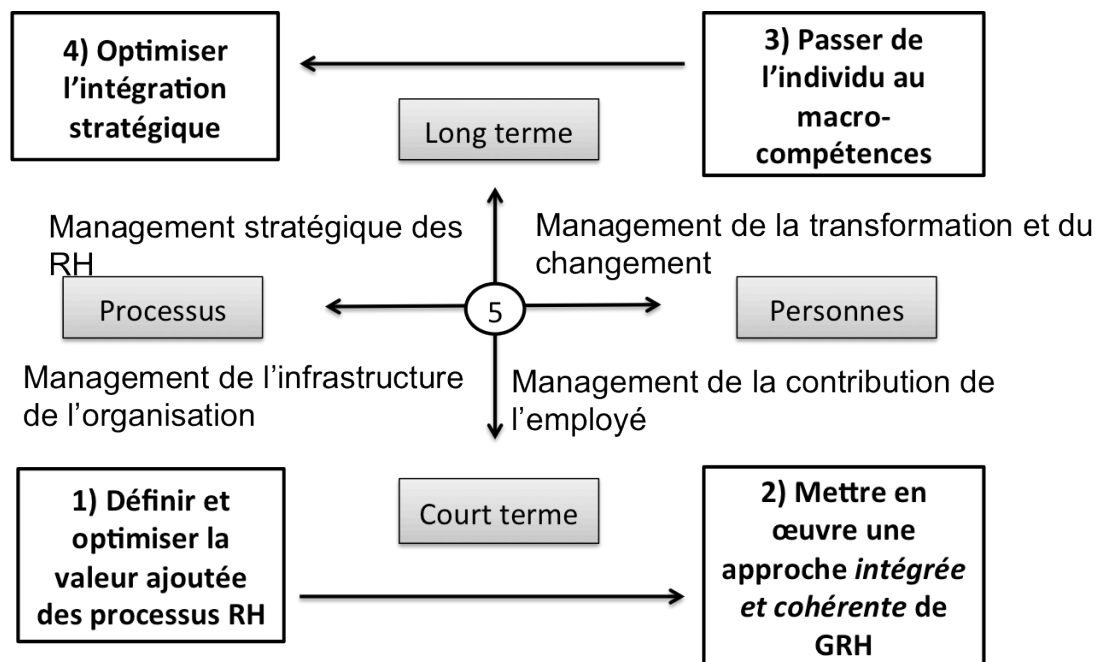 4) Optimiser
l’intégration
stratégique
3) Passer de
l’individu au
macro-
compétences
Long terme
Management stratégique des
RH
Management de la transformation et du
changement
Processus
5
Personnes
Management de l’infrastructure
de l’organisation
Management de la contribution de
l’employé
1) Définir et
optimiser la
valeur ajoutée
des processus RH
Court terme
2) Mettre en
œuvre une
approche intégrée
et cohérente de
GRH